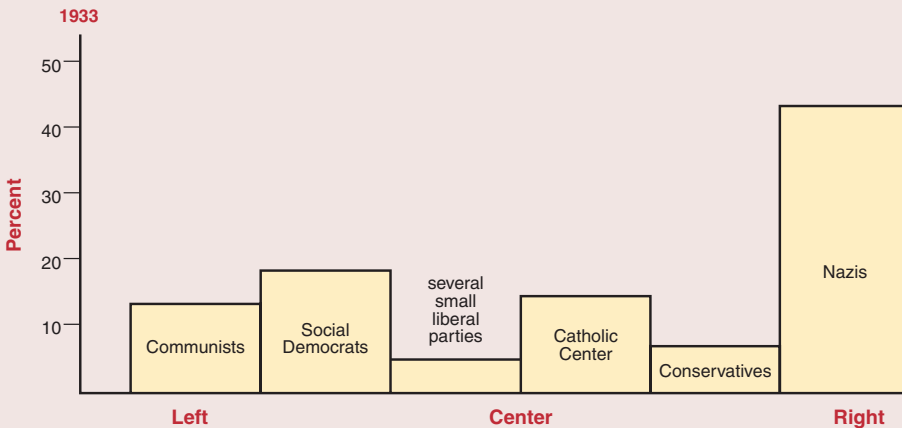 1933
Percent
50
40
30
20
10
Communists
Social
Democrats
several
small
liberal
parties
Catholic
Center
Conservatives
Nazis
Left
Center
Right